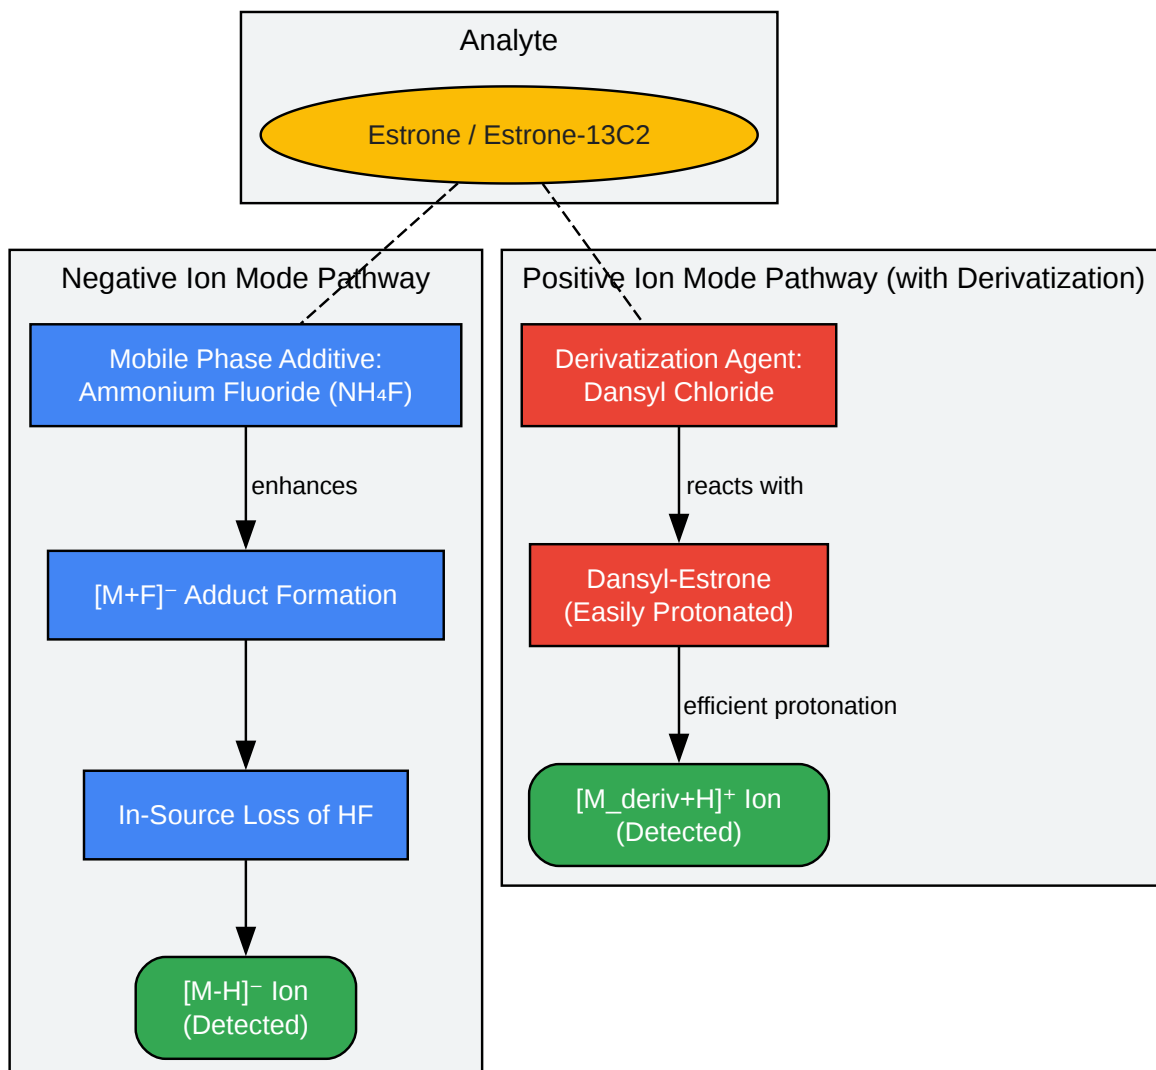 Analyte
Estrone / Estrone-13C2
Negative Ion Mode Pathway
Mobile Phase Additive:
Ammonium Fluoride (NH₄F)
enhances
[M+F]⁻ Adduct Formation
In-Source Loss of HF
[M-H]⁻ Ion
(Detected)
Positive Ion Mode Pathway (with Derivatization)
Derivatization Agent:
Dansyl Chloride
reacts with
Dansyl-Estrone
(Easily Protonated)
efficient protonation
[M_deriv+H]⁺ Ion
(Detected)